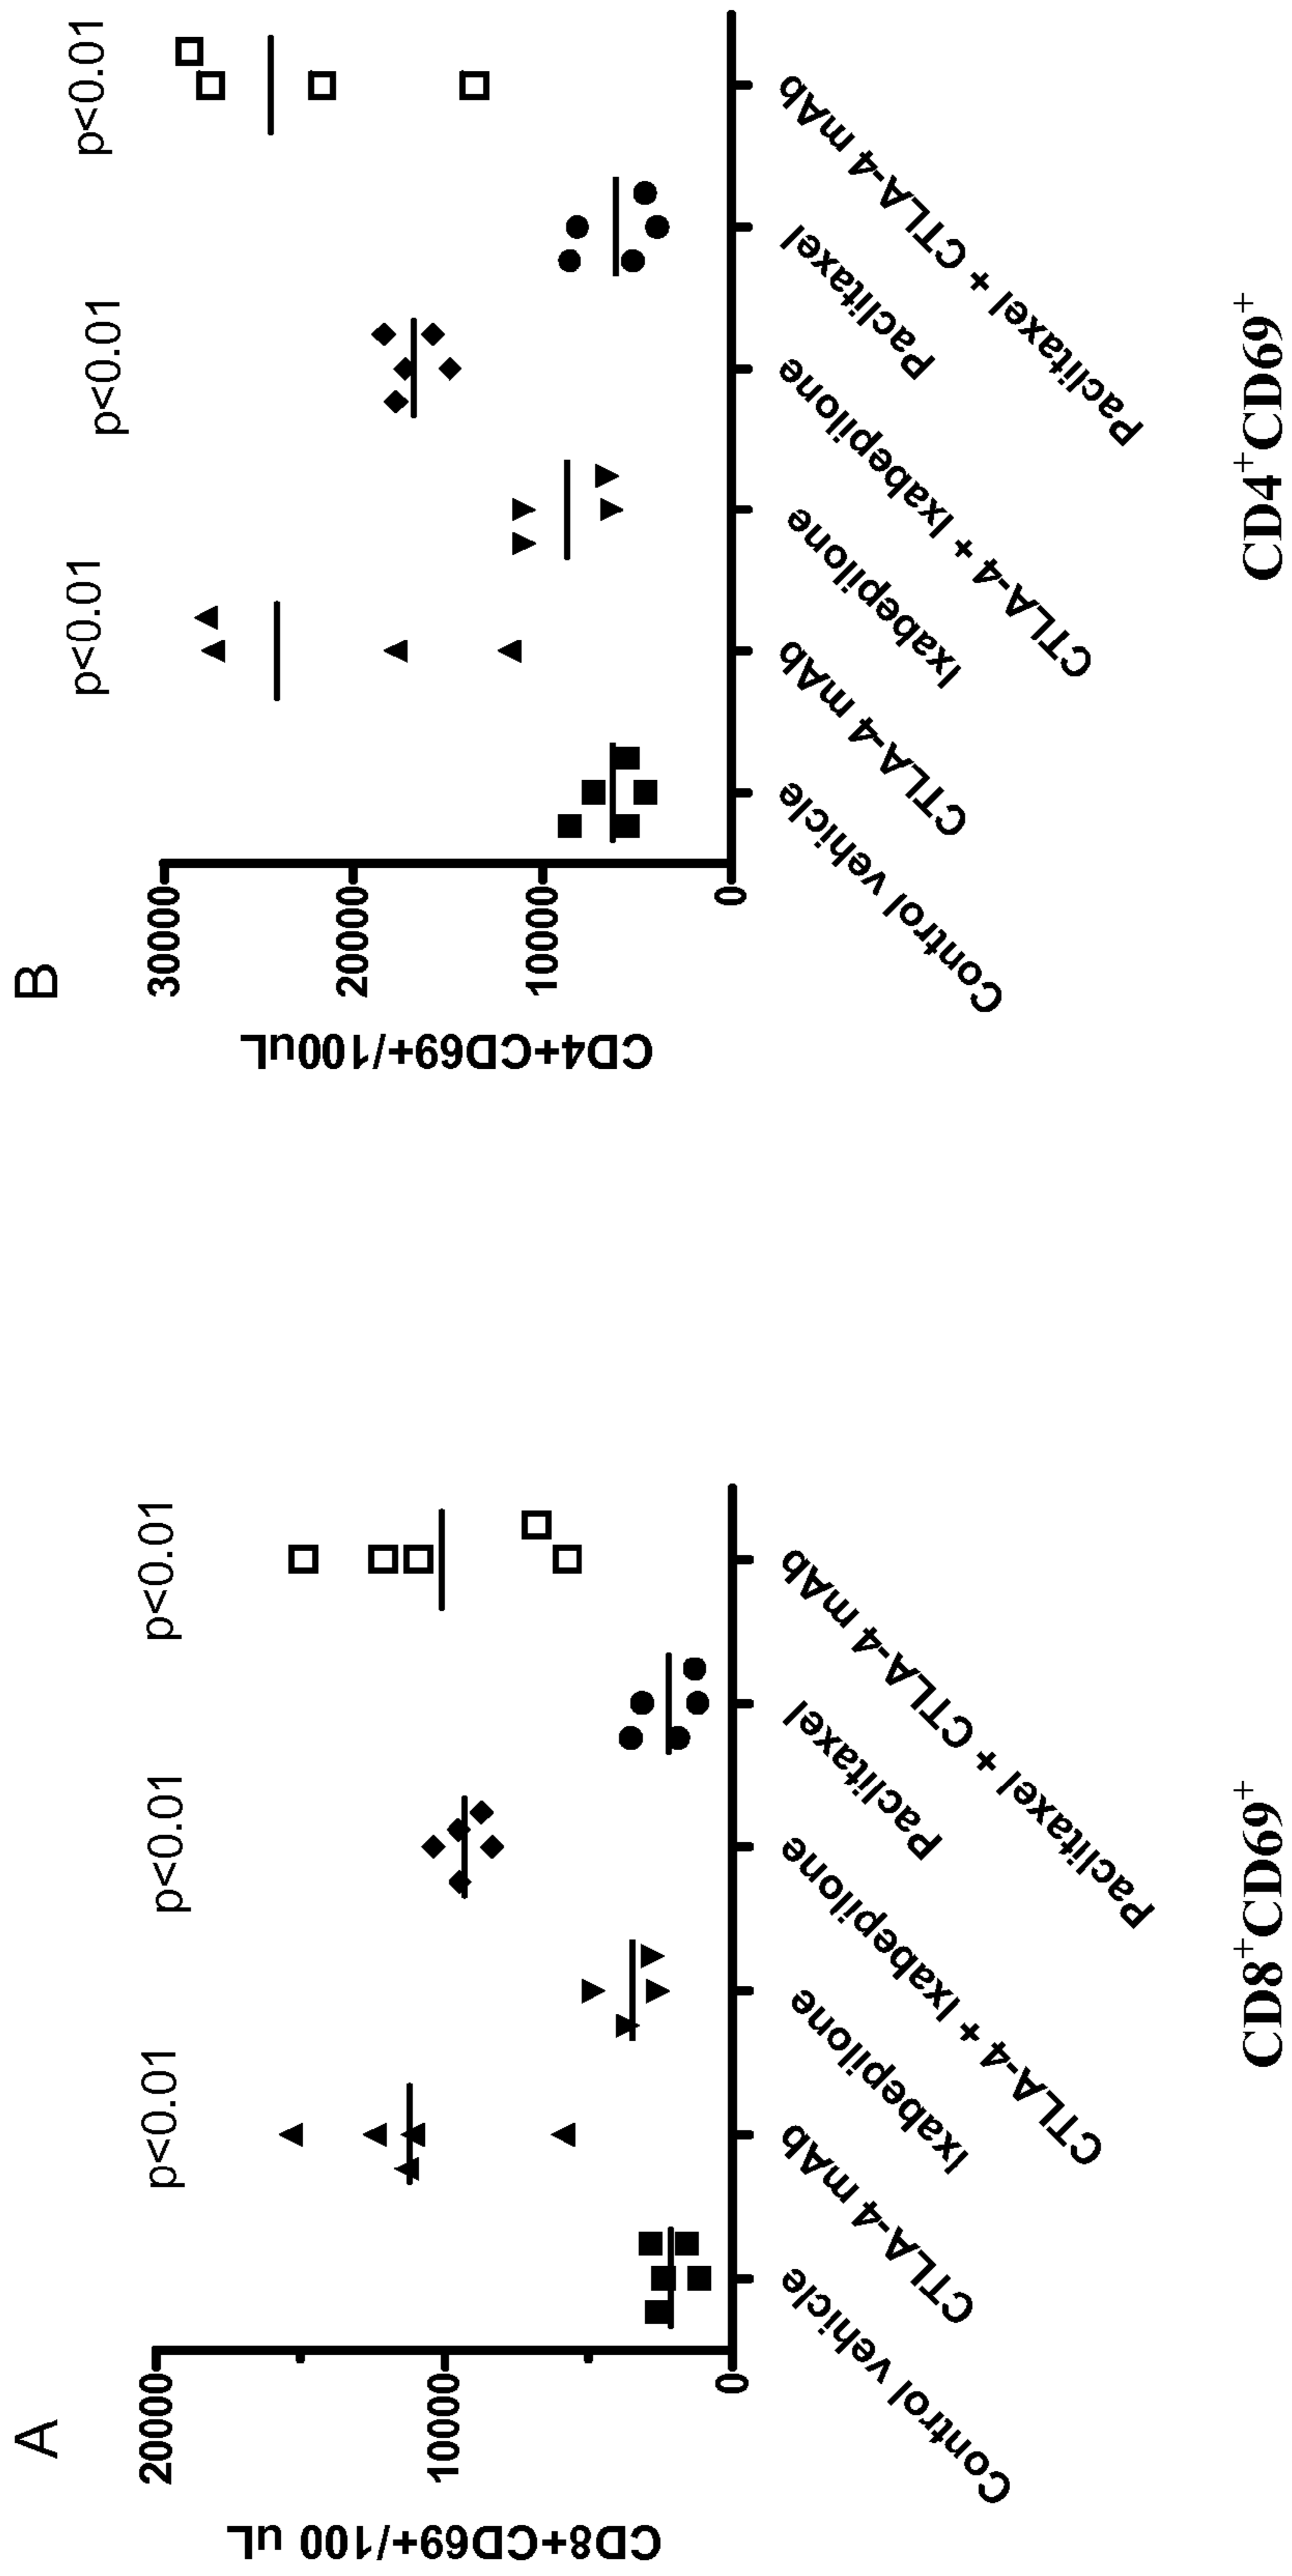 A
CD8+CD69+/100 uL
20000
10000
0
p<0.01
p<0.01
p<0.01
Control vehicle
CTLA-4 mAb
Ixabepilone
CTLA-4 + Ixabepilone
Paclitaxel
Paclitaxel + CTLA-4 mAb
CD8⁺CD69⁺
B
CD4+CD69+/100uL
30000
20000
10000
0
p<0.01
p<0.01
p<0.01
Control vehicle
CTLA-4 mAb
Ixabepilone
CTLA-4 + Ixabepilone
Paclitaxel
Paclitaxel + CTLA-4 mAb
CD4⁺CD69⁺